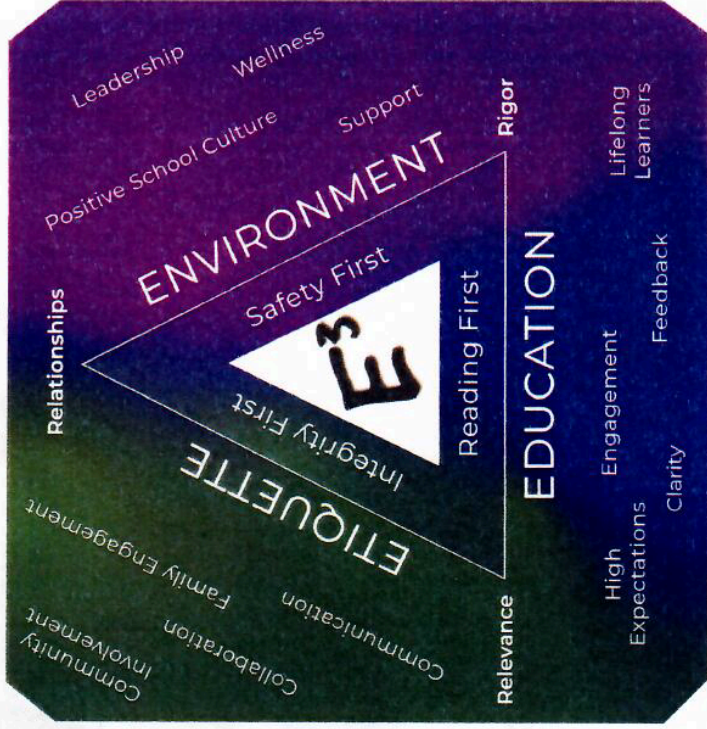 Leadership
Wellness
Positive School Culture
Support
Relationships
Rigor
ENVIRONMENT
Safety First
E³
Integrity First
Reading First
ETIQUETTE
EDUCATION
Family Engagement
Community
Involvement
Collaboration
Communication
Relevance
Lifelong
Learners
Feedback
Engagement
Clarity
High
Expectations